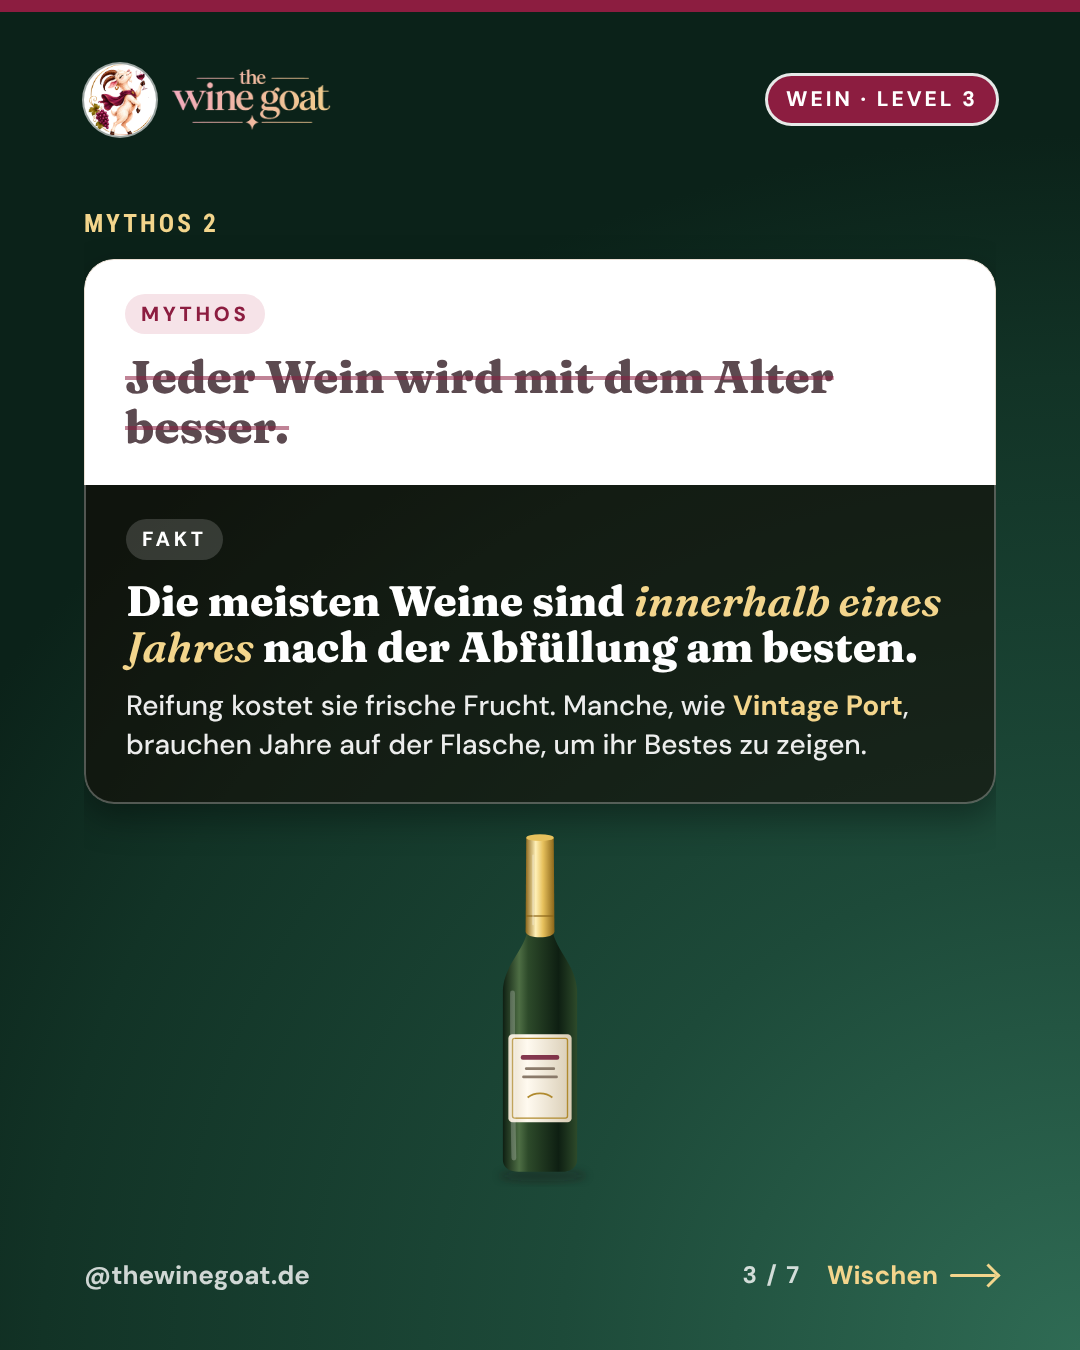 the
wine goat
WEIN · LEVEL 3
MYTHOS 2
MYTHOS
Jeder Wein wird mit dem Alter
besser.
FAKT
Die meisten Weine sind innerhalb eines
Jahres nach der Abfüllung am besten.
Reifung kostet sie frische Frucht. Manche, wie Vintage Port,
brauchen Jahre auf der Flasche, um ihr Bestes zu zeigen.
@thewinegoat.de
3 / 7 Wischen